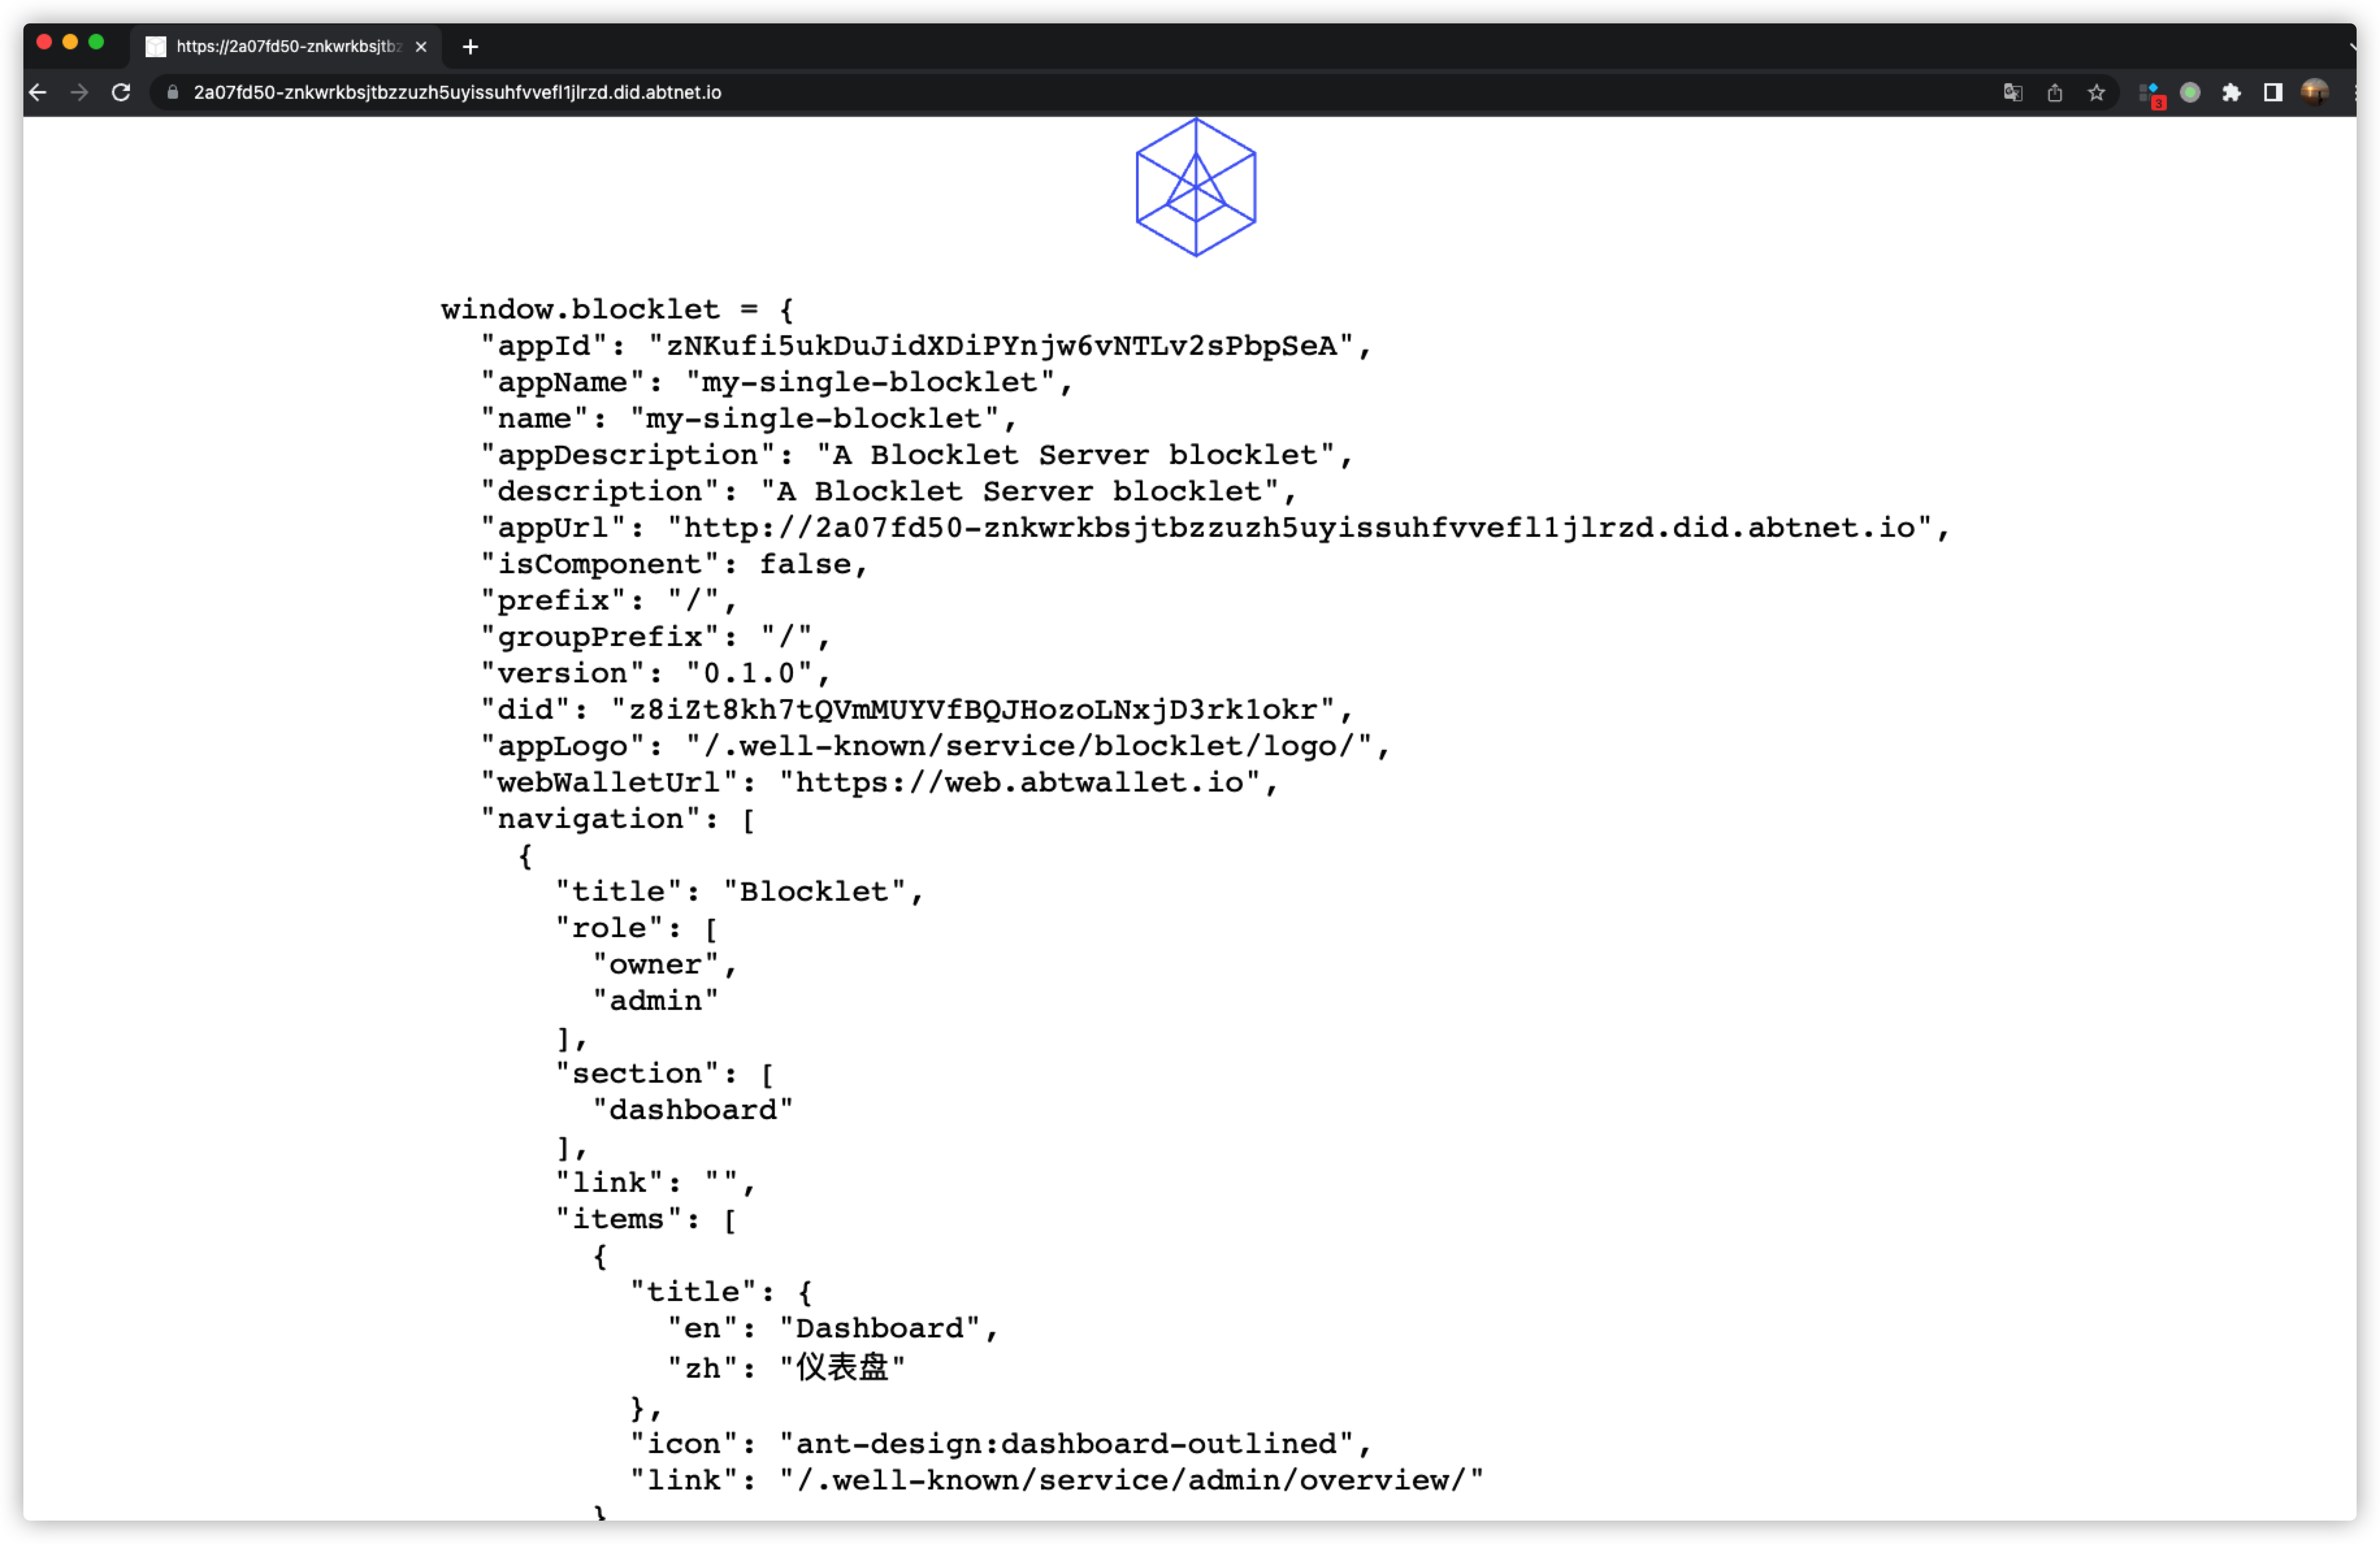 https://2a07fd50-znkwrkbsjtbz
2a07fd50-znkwrkbsjtbzzuzh5uyissuhfvvefl1jlrzd.did.abtnet.io
3
window.blocklet = {
"appId": "zNKufi5ukDuJidXDiPYnjw6vNTLv2sPbpSeA",
"appName": "my-single-blocklet",
"name": "my-single-blocklet",
"appDescription": "A Blocklet Server blocklet",
"description": "A Blocklet Server blocklet",
"appUrl": "http://2a07fd50-znkwrkbsjtbzzuzh5uyissuhfvvefl1jlrzd.did.abtnet.io",
"isComponent": false,
"prefix": "/",
"groupPrefix": "/",
"version": "0.1.0",
"did": "z8iZt8kh7tQVmMUYVfBQJHozoLNxjD3rk1okr",
"appLogo": "/.well-known/service/blocklet/logo/",
"webWalletUrl": "https://web.abtwallet.io",
"navigation": [
{
"title": "Blocklet",
"role": [
"owner",
"admin"
],
"section": [
"dashboard"
],
"link": "",
"items": [
{
"title": {
"en": "Dashboard",
"zh": "仪表盘"
},
"icon": "ant-design:dashboard-outlined",
"link": "/.well-known/service/admin/overview/"
}